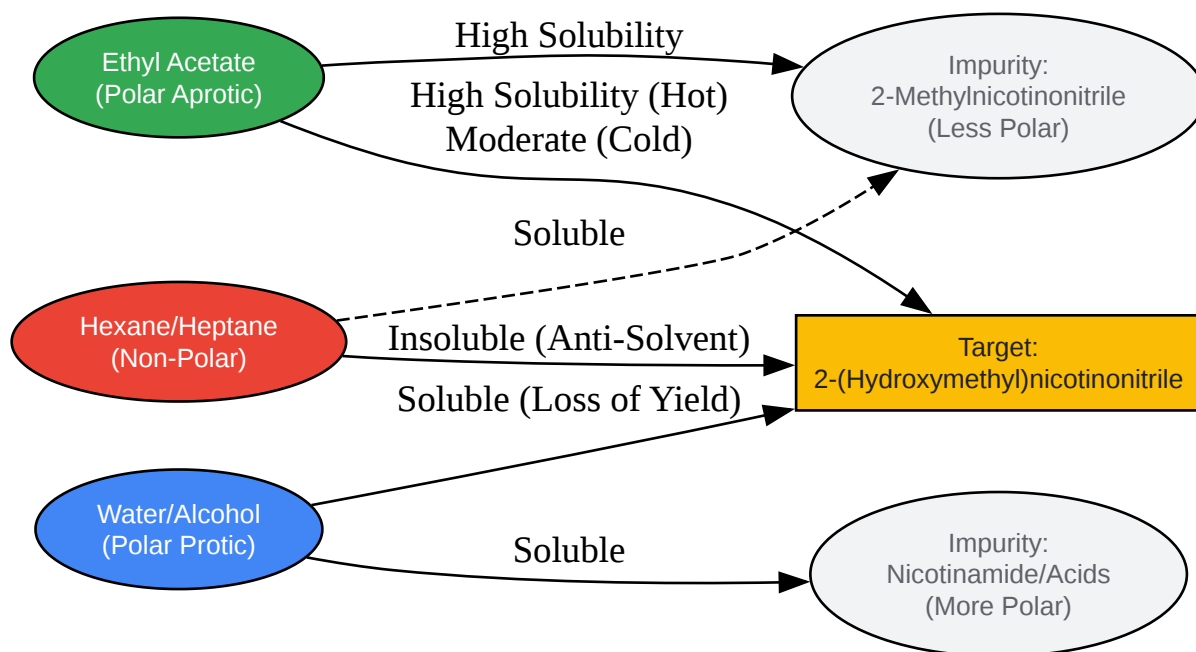 Ethyl Acetate
(Polar Aprotic)
High Solubility
Impurity:
2-Methylnicotinonitrile
(Less Polar)
High Solubility (Hot)
Moderate (Cold)
Soluble
Hexane/Heptane
(Non-Polar)
Insoluble (Anti-Solvent)
Target:
2-(Hydroxymethyl)nicotinonitrile
Soluble (Loss of Yield)
Water/Alcohol
(Polar Protic)
Soluble
Impurity:
Nicotinamide/Acids
(More Polar)